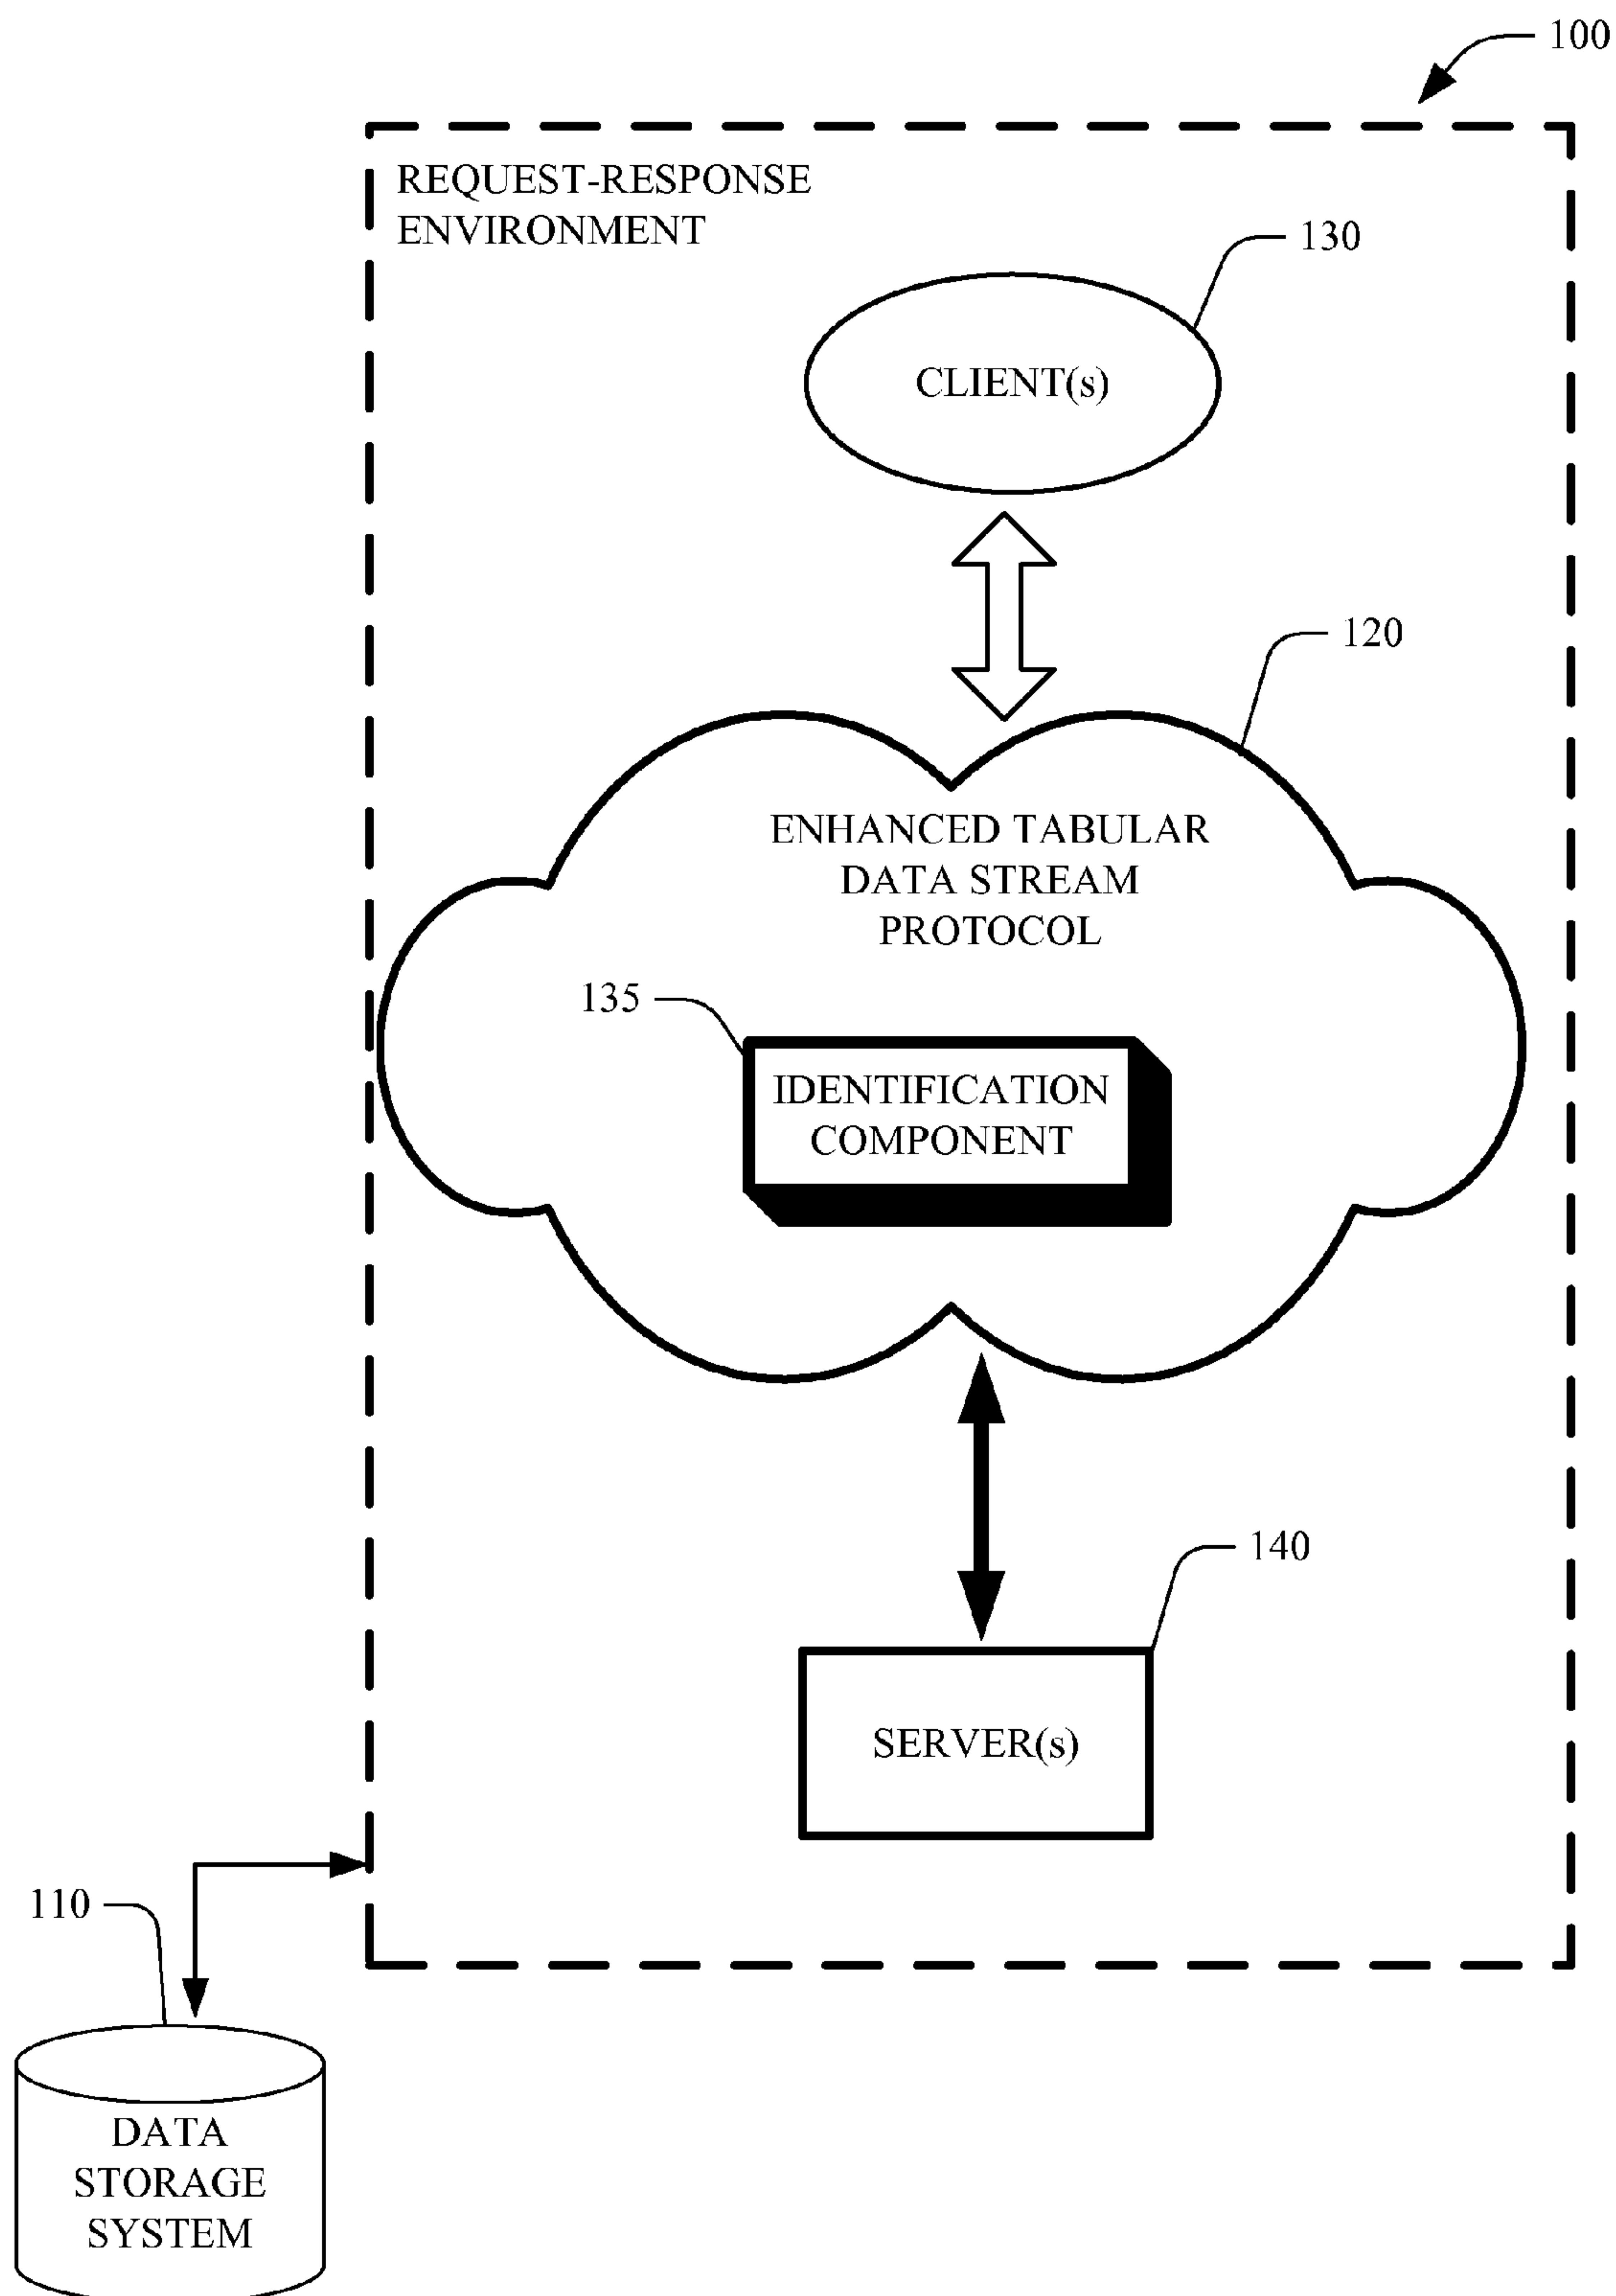 100
REQUEST-RESPONSE
ENVIRONMENT
130
CLIENT(s)
120
ENHANCED TABULAR
DATA STREAM
PROTOCOL
135
IDENTIFICATION
COMPONENT
140
SERVER(s)
110
DATA
STORAGE
SYSTEM